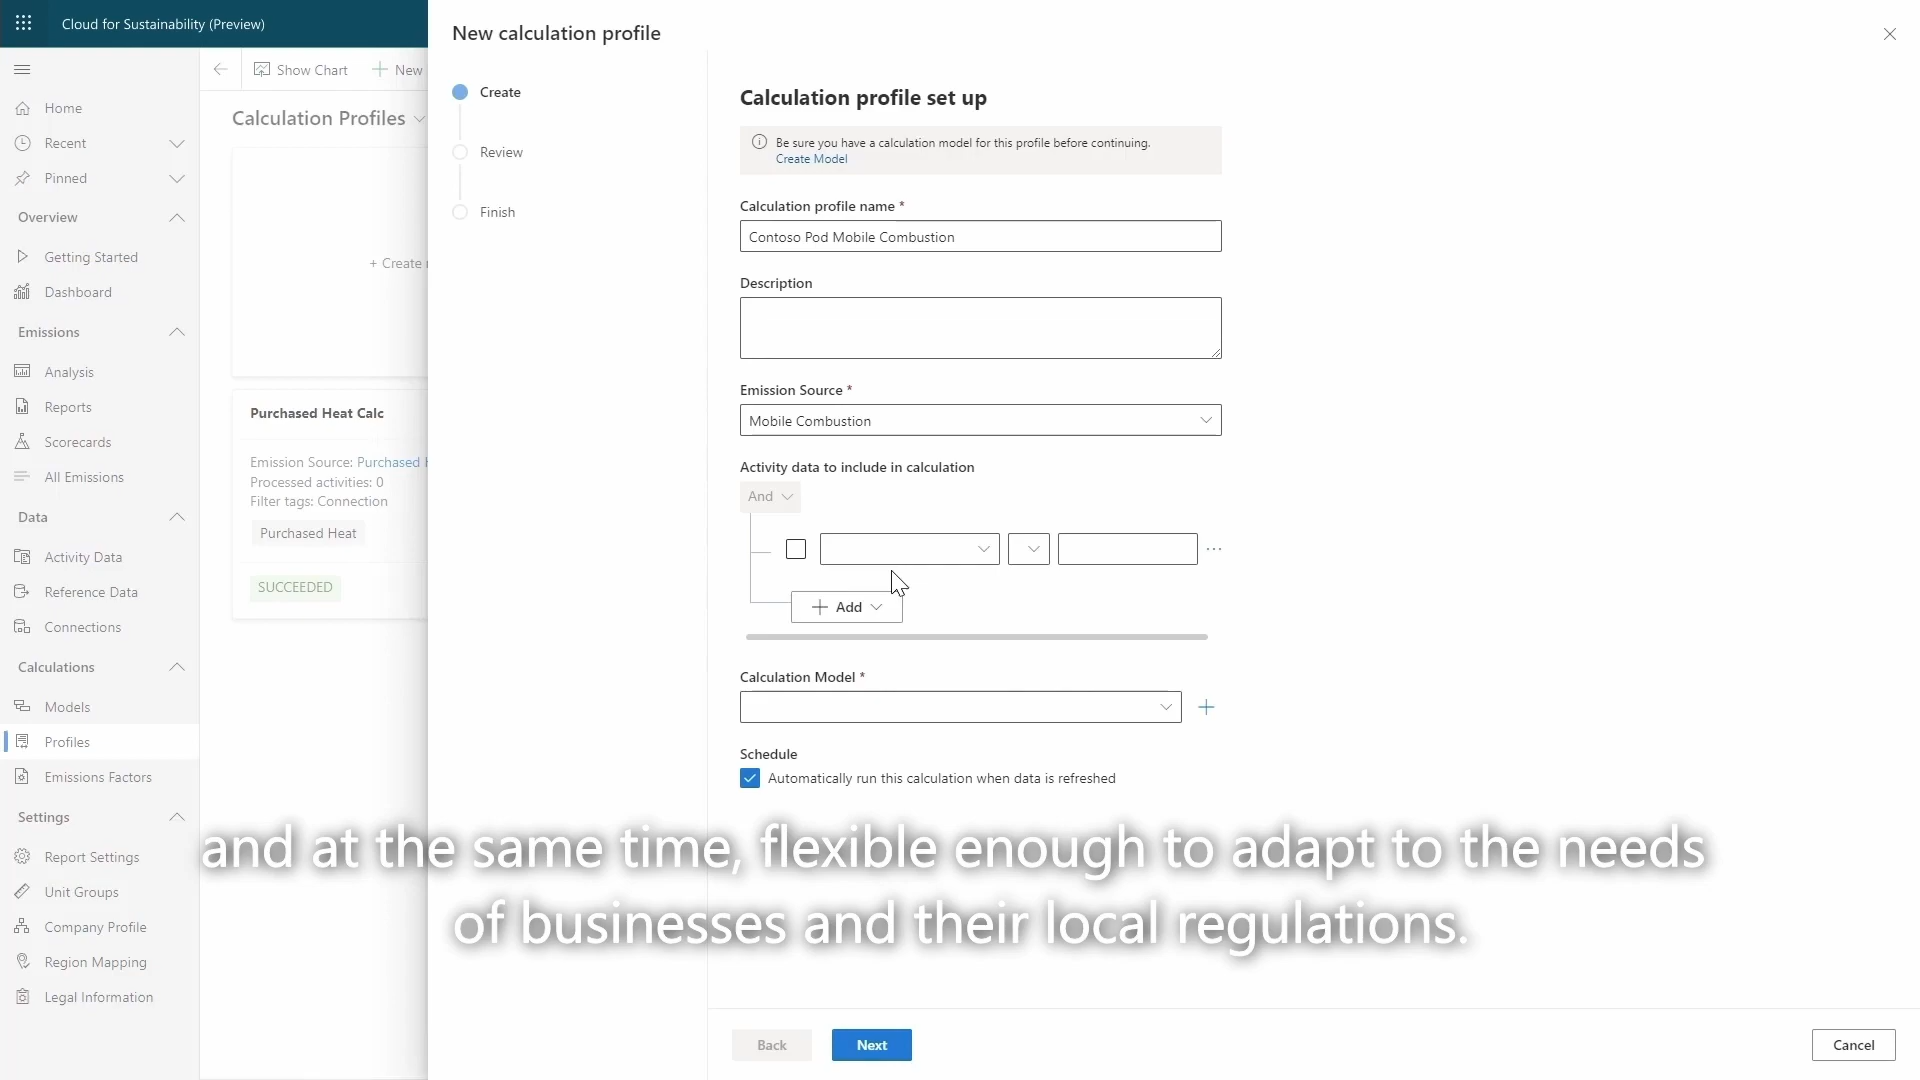 Cloud for Sustainability (Preview)
Home
Recent
Pinned
Overview
Getting Started
Dashboard
Emissions
Analysis
Reports
Scorecards
All Emissions
Data
Activity Data
Reference Data
Connections
Calculations
Models
Profiles
Emissions Factors
Settings
Report Settings
Unit Groups
Company Profile
Region Mapping
Legal Information
Show Chart
New
Calculation Profiles
+ Create
Purchased Heat Calc
Emission Source: Purchased
Processed activities: 0
Filter tags: Connection
Purchased Heat
SUCCEEDED
New calculation profile
Create
Review
Finish
Calculation profile set up
Be sure you have a calculation model for this profile before continuing.
Create Model
Calculation profile name *
Contoso Pod Mobile Combustion
Description
Emission Source *
Mobile Combustion
Activity data to include in calculation
And
Add
Calculation Model *
Schedule
Automatically run this calculation when data is refreshed
and at the same time, flexible enough to adapt to the needs
of businesses and their local regulations.
Back
Next
Cancel